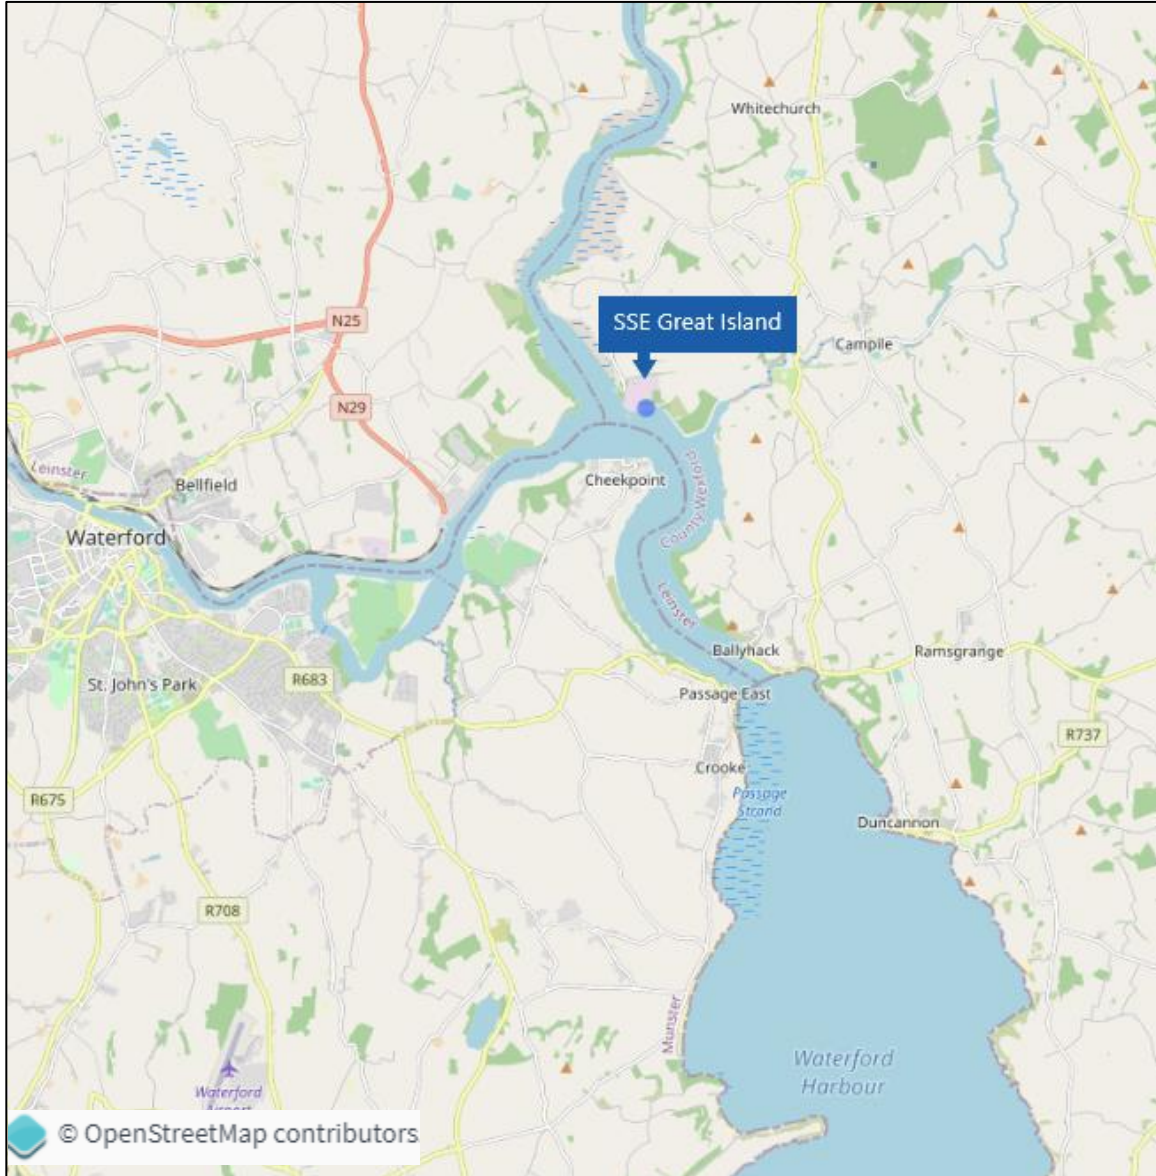 Whitechurch
SSE Great Island
N25
Campile
N29
Leinster
Bellfield
Cheekpoint
County Wexford
Waterford
Leinster
Ballyhack
Ramsgrange
St. John's Park
R683
Passage East
R737
Crooke
Passage
Strand
R675
Duncannon
R708
Munster
Waterford
Harbour
Waterford
Airport
© OpenStreetMap contributors